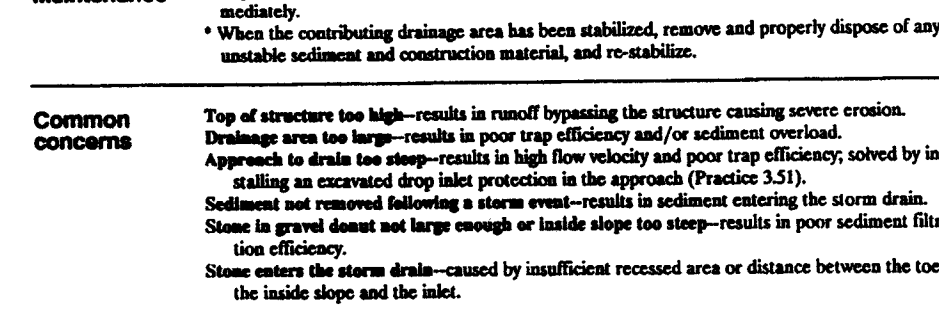 mediately.
* When the contributing drainage area has been stabilized, remove and properly dispose of any
unstable sediment and construction material, and re-stabilize.
Common
concerns
Top of structure too high--results in runoff bypassing the structure causing severe erosion.
Drainage area too large--results in poor trap efficiency and/or sediment overload.
Approach to drain too steep--results in high flow velocity and poor trap efficiency; solved by in
stalling an excavated drop inlet protection in the approach (Practice 3.51).
Sediment not removed following a storm event--results in sediment entering the storm drain.
Stone in gravel donut not large enough or inside slope too steep--results in poor sediment filtr
tion efficiency.
Stone enters the storm drain--caused by insufficient recessed area or distance between the toe
the inside slope and the inlet.